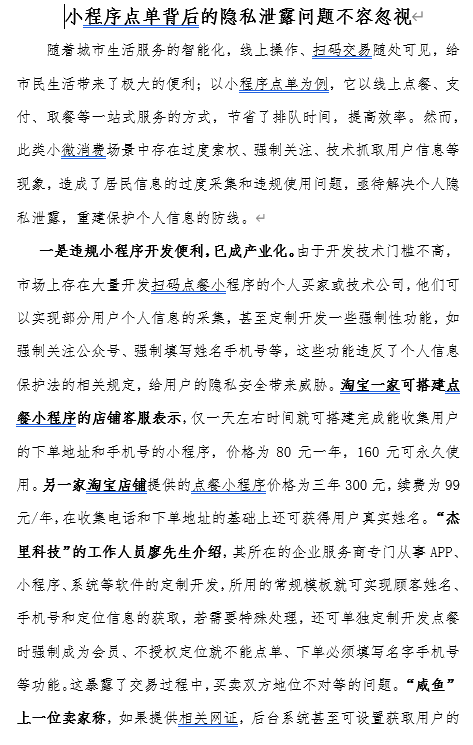 小程序点单背后的隐私泄露问题不容忽视
随着城市生活服务的智能化，线上操作、扫码交易随处可见，给
市民生活带来了极大的便利；以小程序点单为例，它以线上点餐、支
付、取餐等一站式服务的方式，节省了排队时间，提高效率。然而，
此类小微消费场景中存在过度索权、强制关注、技术抓取用户信息等
现象，造成了居民信息的过度采集和违规使用问题，亟待解决个人隐
私泄露，重建保护个人信息的防线。
一是违规小程序开发便利，已成产业化。由于开发技术门槛不高，
市场上存在大量开发扫码点餐小程序的个人买家或技术公司，他们可
以实现部分用户个人信息的采集，甚至定制开发一些强制性功能，如
强制关注公众号、强制填写姓名手机号等，这些功能违反了个人信息
保护法的相关规定，给用户的隐私安全带来威胁。淘宝一家可搭建点
餐小程序的店铺客服表示，仅一天左右时间就可搭建完成能收集用户
的下单地址和手机号的小程序，价格为 80 元一年，160 元可永久使
用。另一家淘宝店铺提供的点餐小程序价格为三年 300 元，续费为 99
元/年，在收集电话和下单地址的基础上还可获得用户真实姓名。“杰
里科技”的工作人员廖先生介绍，其所在的企业服务商专门从事 APP、
小程序、系统等软件的定制开发，所用的常规模板就可实现顾客姓名、
手机号和定位信息的获取，若需要特殊处理，还可单独定制开发点餐
时强制成为会员、不授权定位就不能点单、下单必须填写名字手机号
等功能。这暴露了交易过程中，买卖双方地位不对等的问题。“咸鱼”
上一位卖家称，如果提供相关网证，后台系统甚至可设置获取用户的